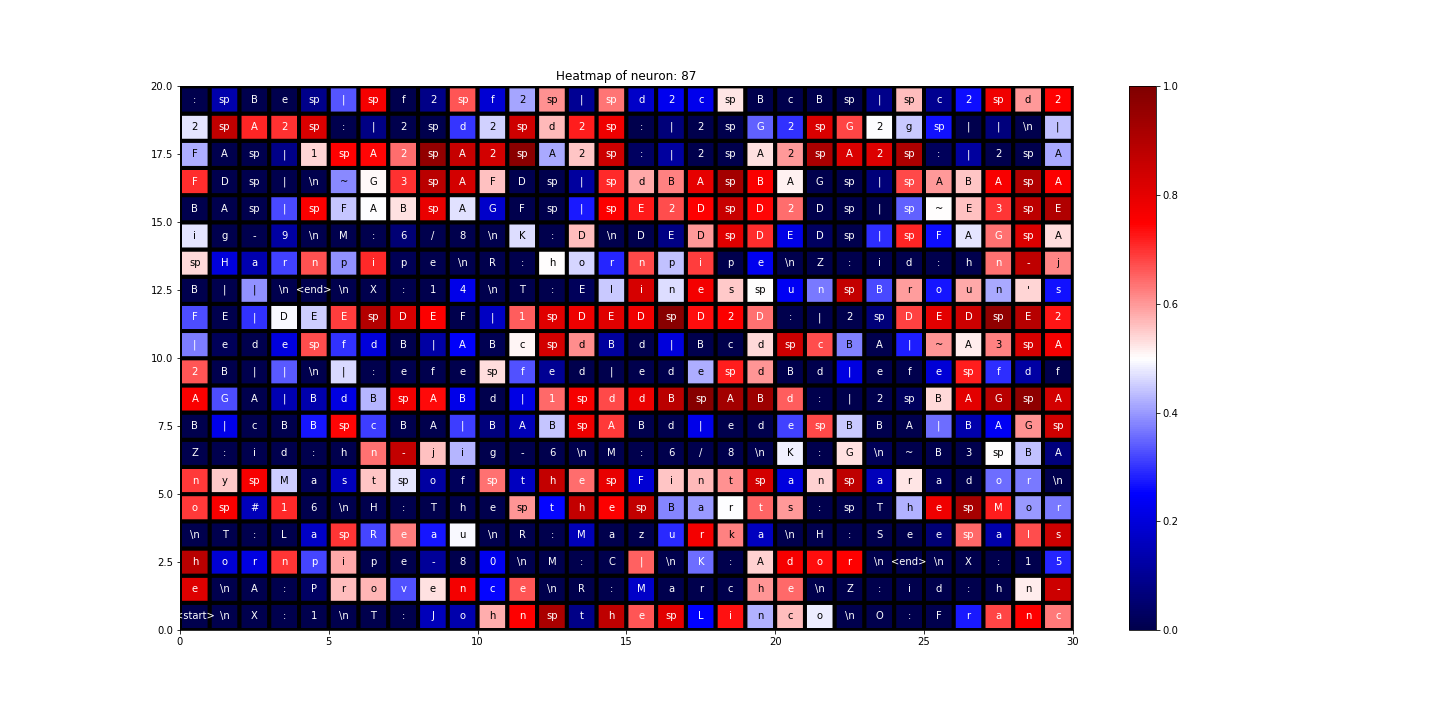 Heatmap of neuron: 87
20.0 : sp B e sp | sp f 2 sp f 2 sp | sp d 2 c sp B c B sp | sp c 2 sp d 2 1.0
2 sp A 2 sp : | 2 sp d 2 sp d 2 sp : | 2 sp G 2 sp G 2 g sp | | \n |
17.5 F A sp | 1 sp A 2 sp A 2 sp A 2 sp : | 2 sp A 2 sp A 2 sp : | 2 sp A
F D sp | \n ~ G 3 sp A F D sp | sp d B A sp B A G sp | sp A B A sp A 0.8
15.0 B A sp | sp F A B sp A G F sp | sp E 2 D sp D 2 D sp | sp ~ E 3 sp E
i g - 9 \n M : 6 / 8 \n K : D \n D E D sp D E D sp | sp F A G sp A
sp H a r n p i p e \n R : h o r n p i p e \n Z : i d : h n - j
12.5 B | | \n <end> \n X : 1 4 \n T : E l i n e s sp u n sp B r o u n ' s 0.6
F E | D E E sp D E F | 1 sp D E D sp D 2 D : | 2 sp D E D sp E 2
| e d e sp f d B | A B c sp d B d | B c d sp c B A | ~ A 3 sp A
10.0 2 B | | \n | : e f e sp f e d | e d e sp d B d | e f e sp f d f
A G A | B d B sp A B d | 1 sp d d B sp A B d : | 2 sp B A G sp A 0.4
7.5 B | c B B sp c B A | B A B sp A B d | e d e sp B B A | B A G sp
Z : i d : h n - j i g - 6 \n M : 6 / 8 \n K : G \n ~ B 3 sp B A
n y sp M a s t sp o f sp t h e sp F i n t sp a n sp a r a d o r \n
5.0 o sp # 1 6 \n H : T h e sp t h e sp B a r t s : sp T h e sp M o r 0.2
\n T : L a sp R e a u \n R : M a z u r k a \n H : S e e sp a l s
2.5 h o r n p i p e - 8 0 \n M : C | \n K : A d o r \n <end> \n X : 1 5
e \n A : P r o v e n c e \n R : M a r c h e \n Z : i d : h n -
<start> \n X : 1 \n T : J o h n sp t h e sp L i n c o \n O : F r a n c
0.0 0.0
0 5 10 15 20 25 30